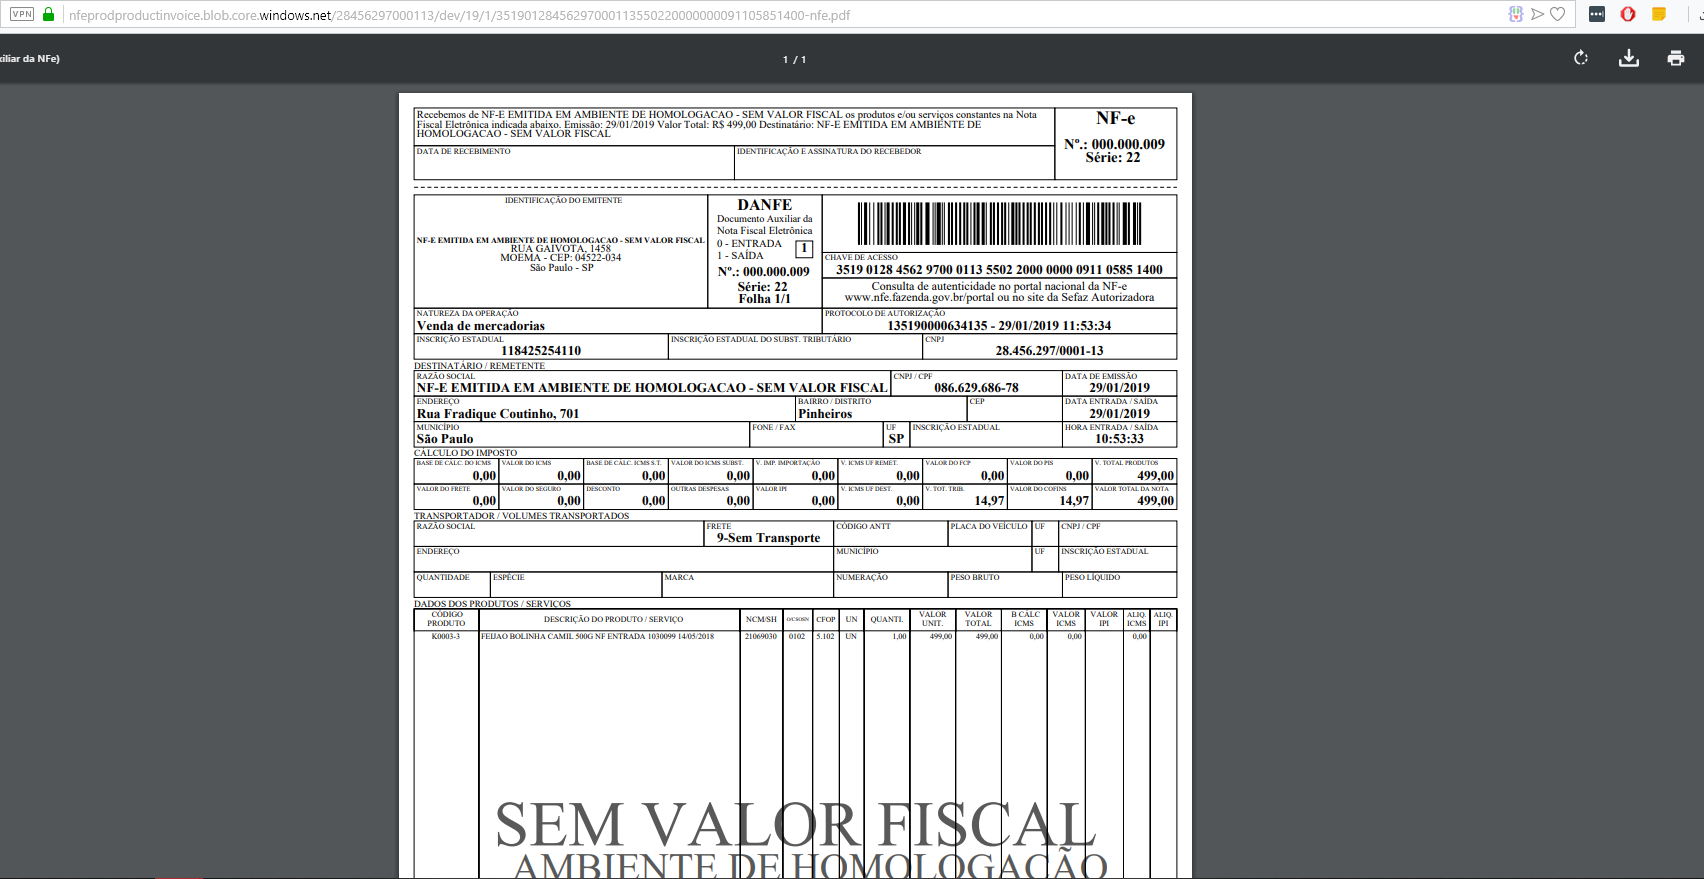 VPN
nfeprodproductinvoice.blob.core.windows.net/28456297000113/dev/19/1/35190128456297000113550220000000091105851400-nfe.pdf
xiliar da NFe)
1 / 1
Recebemos de NF-E EMITIDA EM AMBIENTE DE HOMOLOGACAO - SEM VALOR FISCAL os produtos e/ou serviços constantes na Nota
Fiscal Eletrônica indicada abaixo. Emissão: 29/01/2019 Valor Total: R$ 499,00 Destinatário: NF-E EMITIDA EM AMBIENTE DE
HOMOLOGACAO - SEM VALOR FISCAL
NF-e
Nº.: 000.000.009
Série: 22
DATA DE RECEBIMENTO
IDENTIFICAÇÃO E ASSINATURA DO RECEBEDOR
IDENTIFICAÇÃO DO EMITENTE
NF-E EMITIDA EM AMBIENTE DE HOMOLOGACAO - SEM VALOR FISCAL
RUA GAIVOTA, 1458
MOEMA - CEP: 04522-034
São Paulo - SP
DANFE
Documento Auxiliar da
Nota Fiscal Eletrônica
0 - ENTRADA
1 - SAÍDA
1
Nº.: 000.000.009
Série: 22
Folha 1/1
CHAVE DE ACESSO
3519 0128 4562 9700 0113 5502 2000 0000 0911 0585 1400
Consulta de autenticidade no portal nacional da NF-e
www.nfe.fazenda.gov.br/portal ou no site da Sefaz Autorizadora
NATUREZA DA OPERAÇÃO
Venda de mercadorias
PROTOCOLO DE AUTORIZAÇÃO
135190000634135 - 29/01/2019 11:53:34
INSCRIÇÃO ESTADUAL
118425254110
INSCRIÇÃO ESTADUAL DO SUBST. TRIBUTÁRIO
CNPJ
28.456.297/0001-13
DESTINATÁRIO / REMETENTE
RAZÃO SOCIAL
NF-E EMITIDA EM AMBIENTE DE HOMOLOGACAO - SEM VALOR FISCAL
CNPJ / CPF
086.629.686-78
DATA DE EMISSÃO
29/01/2019
ENDEREÇO
Rua Fradique Coutinho, 701
BAIRRO / DISTRITO
Pinheiros
CEP
DATA ENTRADA / SAÍDA
29/01/2019
MUNICÍPIO
São Paulo
FONE / FAX
UF
SP
INSCRIÇÃO ESTADUAL
HORA ENTRADA / SAÍDA
10:53:33
CÁLCULO DO IMPOSTO
BASE DE CÁLC. DO ICMS VALOR DO ICMS BASE DE CÁLC. ICMS S.T. VALOR DO ICMS SUBST. V. IMP. IMPORTAÇÃO V. ICMS UF REMET. VALOR DO FCP VALOR DO PIS V. TOTAL PRODUTOS
0,00 0,00 0,00 0,00 0,00 0,00 0,00 0,00 499,00
VALOR DO FRETE VALOR DO SEGURO DESCONTO OUTRAS DESPESAS VALOR IPI V. ICMS UF DEST. V. TOT. TRIB. VALOR DO COFINS VALOR TOTAL DA NOTA
0,00 0,00 0,00 0,00 0,00 0,00 14,97 14,97 499,00
TRANSPORTADOR / VOLUMES TRANSPORTADOS
RAZÃO SOCIAL
FRETE
9-Sem Transporte
CÓDIGO ANTT
PLACA DO VEÍCULO
UF
CNPJ / CPF
ENDEREÇO
MUNICÍPIO
UF
INSCRIÇÃO ESTADUAL
QUANTIDADE
ESPÉCIE
MARCA
NUMERAÇÃO
PESO BRUTO
PESO LÍQUIDO
DADOS DOS PRODUTOS / SERVIÇOS
CÓDIGO PRODUTO DESCRIÇÃO DO PRODUTO / SERVIÇO NCM/SH O/CSOSN CFOP UN QUANTI. VALOR UNIT. VALOR TOTAL B CÁLC ICMS VALOR ICMS VALOR IPI ALIQ. ICMS ALIQ. IPI
K0003-3 FEIJAO BOLINHA CAMIL 500G NF ENTRADA 1030099 14/05/2018 21069030 0102 5.102 UN 1,00 499,00 499,00 0,00 0,00 0,00
SEM VALOR FISCAL
AMBIENTE DE HOMOLOGAÇÃO